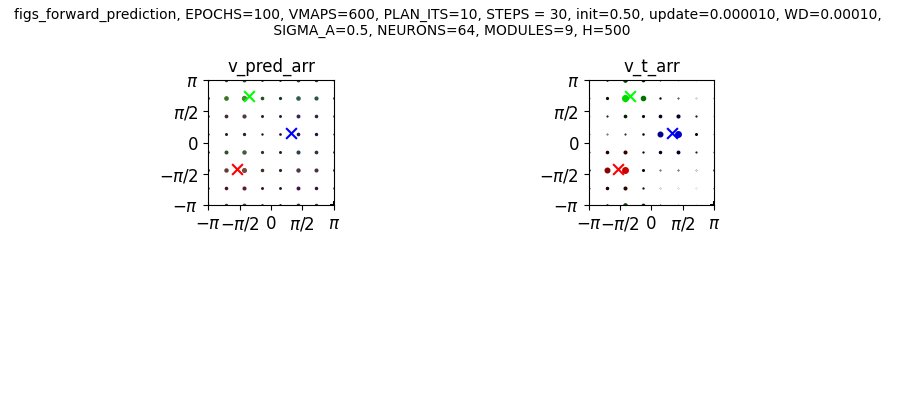 figs_forward_prediction, EPOCHS=100, VMAPS=600, PLAN_ITS=10, STEPS = 30, init=0.50, update=0.000010, WD=0.00010,
SIGMA_A=0.5, NEURONS=64, MODULES=9, H=500
v_pred_arr
π
π/2
0
−π/2
−π
−π −π/2 0 π/2 π
v_t_arr
π
π/2
0
−π/2
−π
−π −π/2 0 π/2 π